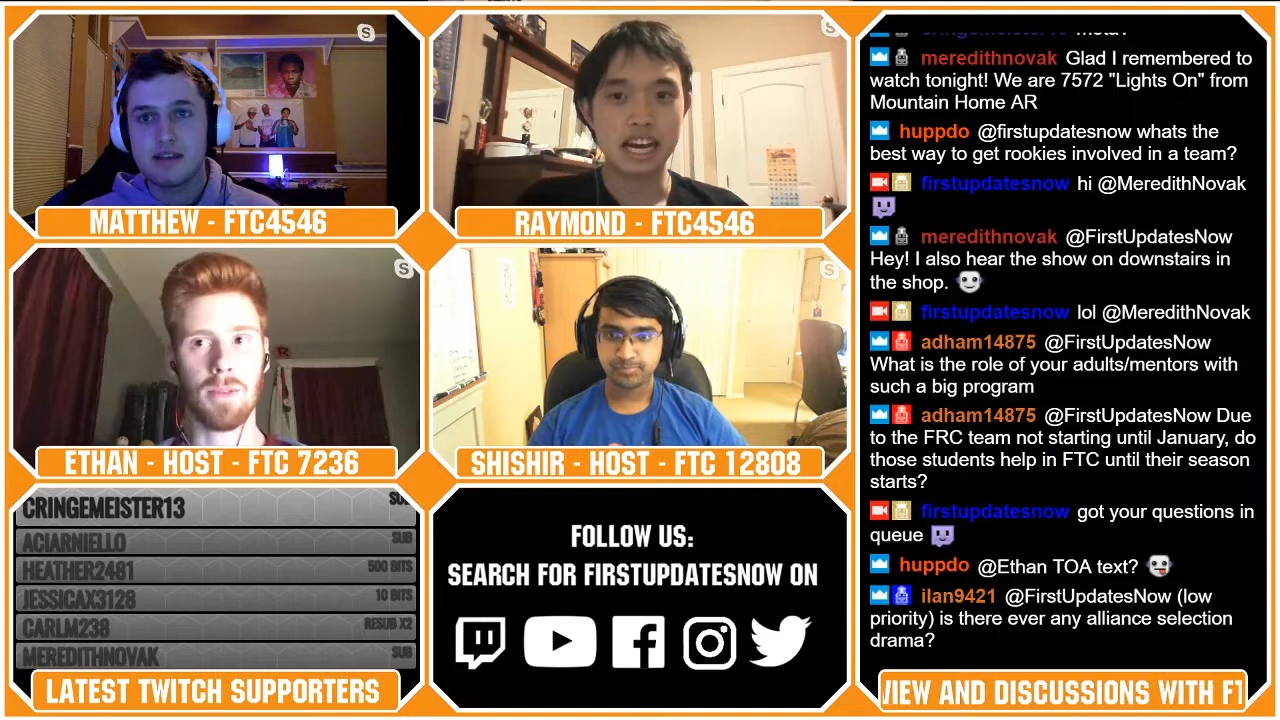 MATTHEW - FTC4546
RAYMOND - FTC4546
ETHAN - HOST - FTC 7236
SHISHIR - HOST - FTC 12808
CRINGEMEISTER13
ACIARNIELLO SUB
HEATHER2481 500 BITS
JESSICAX3128 10 BITS
CARLM238 RESUB X2
MEREDITHNOVAK SUB
LATEST TWITCH SUPPORTERS
FOLLOW US:
SEARCH FOR FIRSTUPDATESNOW ON
meredithnovak Glad I remembered to
watch tonight! We are 7572 "Lights On" from
Mountain Home AR
huppdo @firstupdatesnow whats the
best way to get rookies involved in a team?
firstupdatesnow hi @MeredithNovak
meredithnovak @FirstUpdatesNow
Hey! I also hear the show on downstairs in
the shop.
firstupdatesnow lol @MeredithNovak
adham14875 @FirstUpdatesNow
What is the role of your adults/mentors with
such a big program
adham14875 @FirstUpdatesNow Due
to the FRC team not starting until January, do
those students help in FTC until their season
starts?
firstupdatesnow got your questions in
queue
huppdo @Ethan TOA text?
ilan9421 @FirstUpdatesNow (low
priority) is there ever any alliance selection
drama?
AND DISCUSSIONS WITH